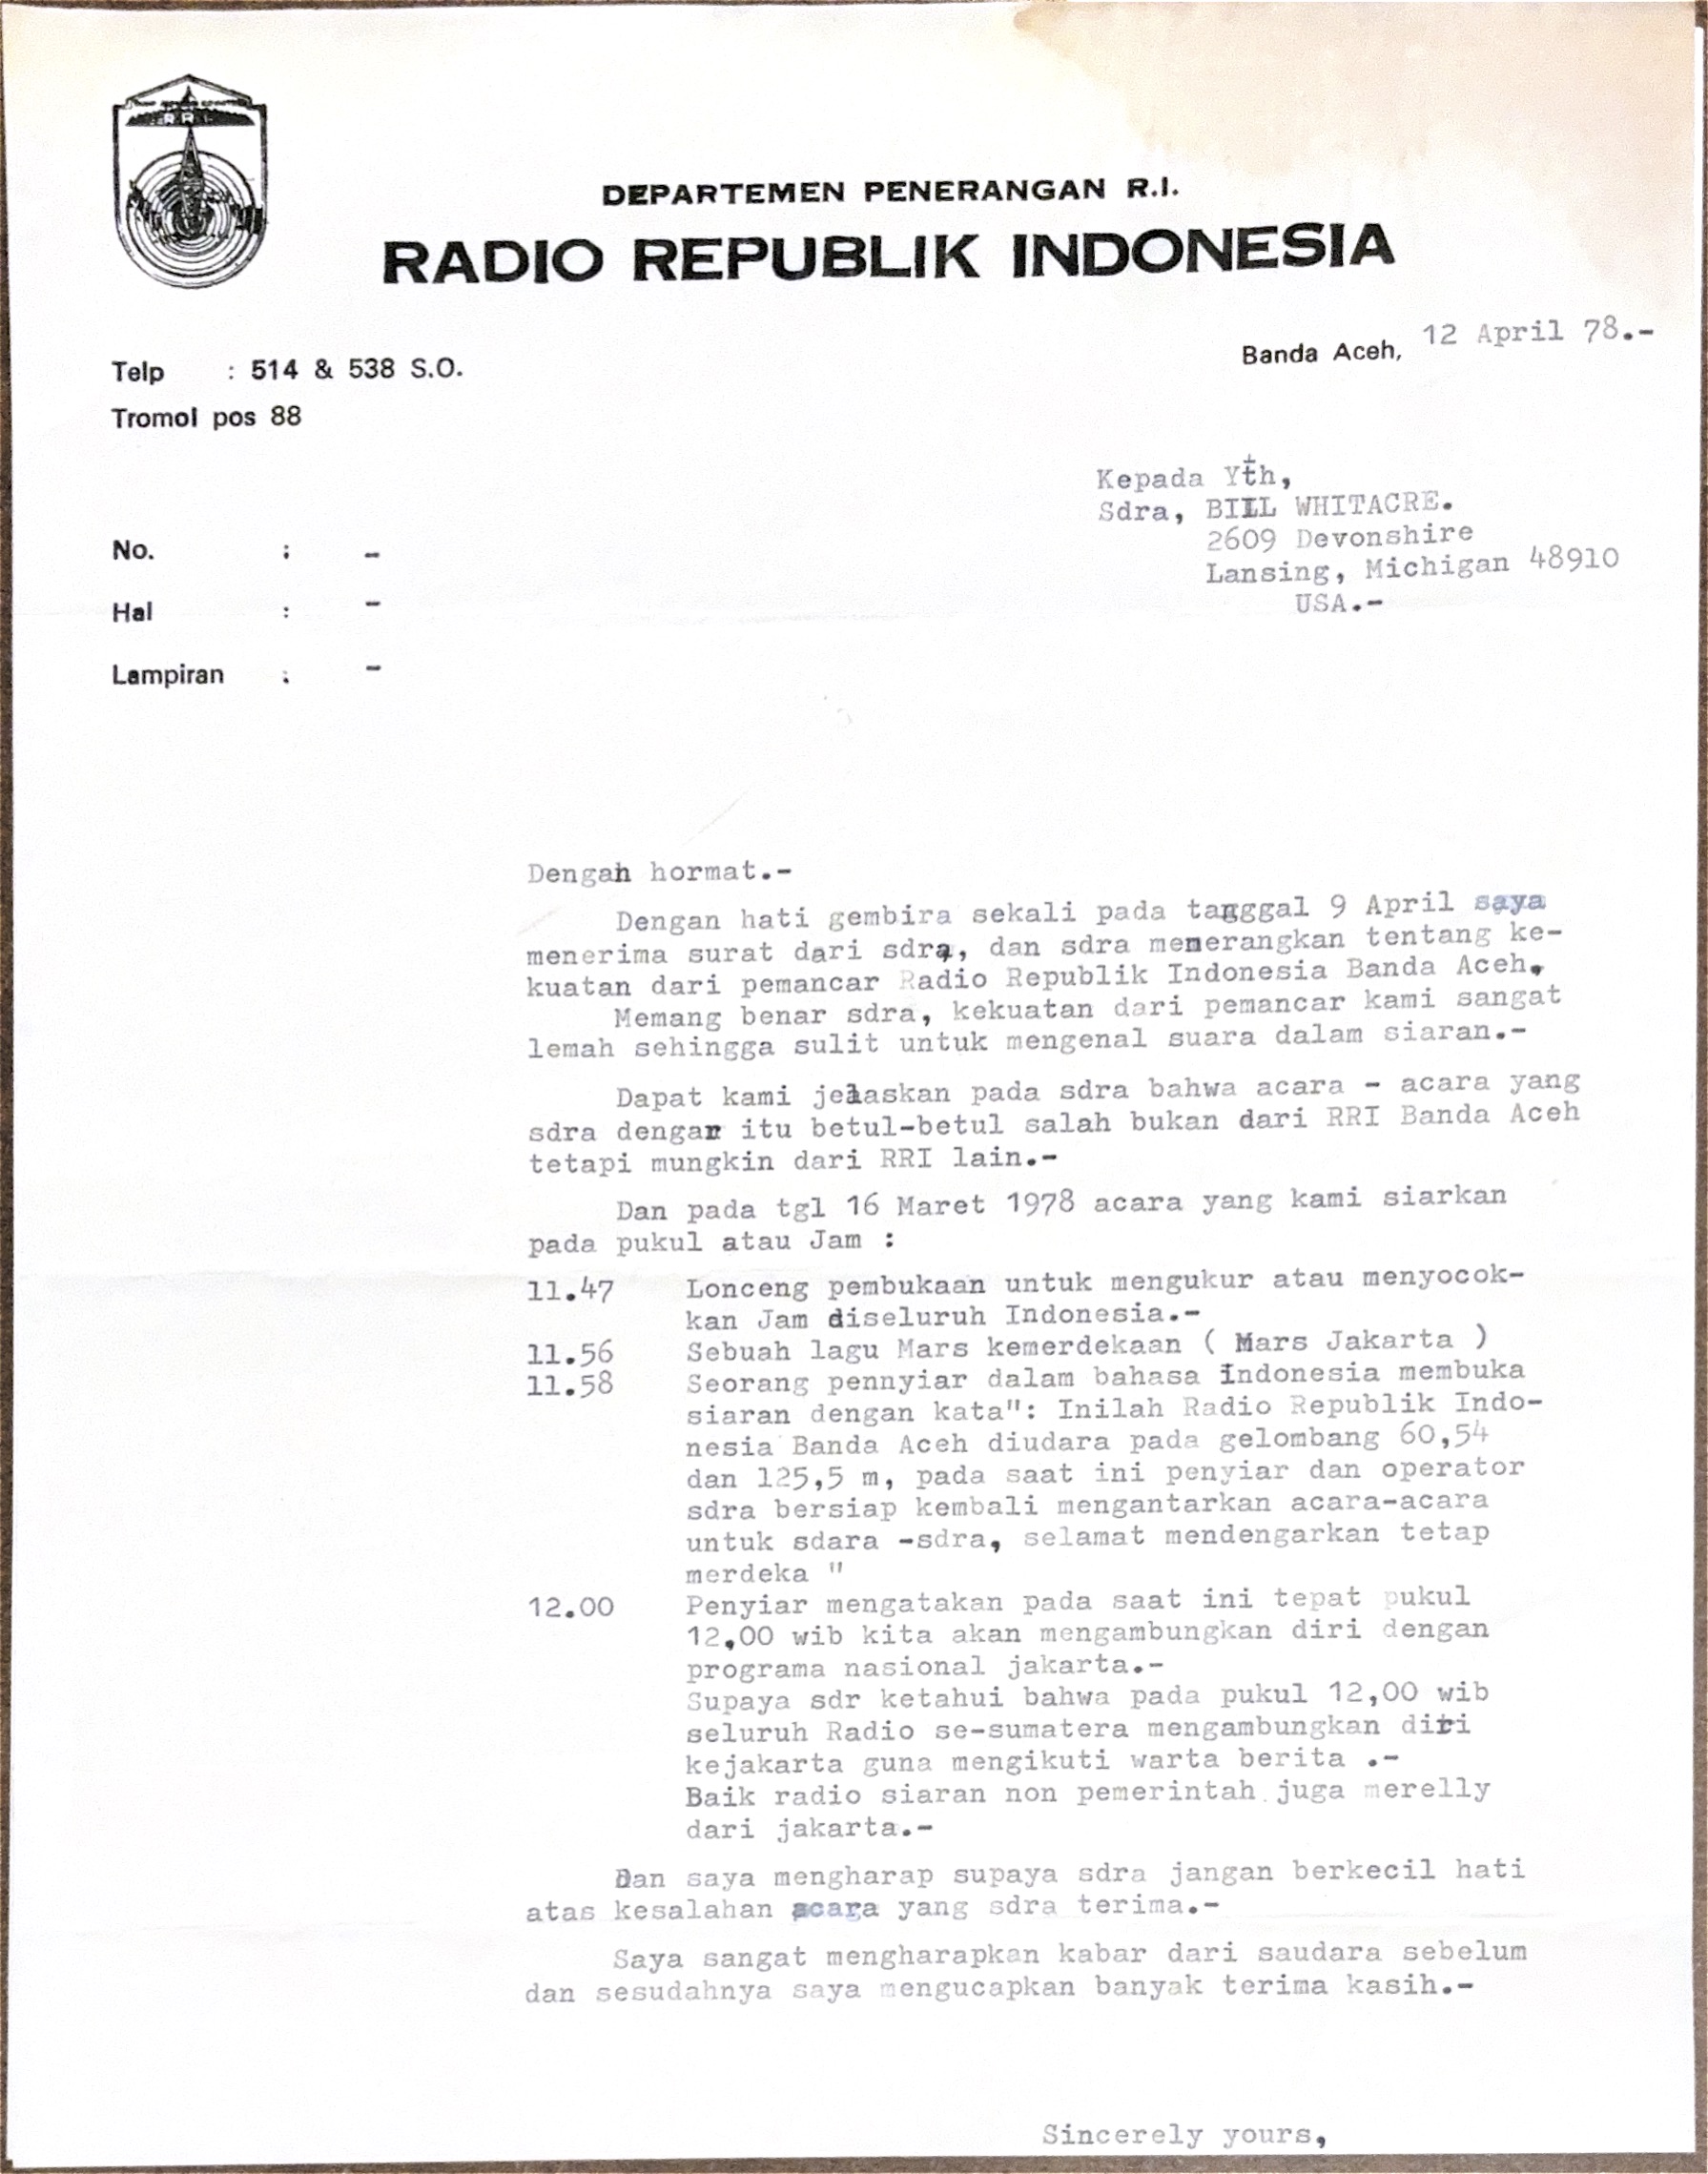 R.R.I.
DEPARTEMEN PENERANGAN R.I.
RADIO REPUBLIK INDONESIA
Banda Aceh, 12 April 78.-
Telp : 514 & 538 S.O.
Tromol pos 88
Kepada Yth,
Sdra, BILL WHITACRE.
2609 Devonshire
Lansing, Michigan 48910
USA.-
No. : -
Hal : -
Lampiran : -
Dengan hormat.-
Dengan hati gembira sekali pada tanggal 9 April saya
menerima surat dari sdra, dan sdra menerangkan tentang ke-
kuatan dari pemancar Radio Republik Indonesia Banda Aceh.
Memang benar sdra, kekuatan dari pemancar kami sangat
lemah sehingga sulit untuk mengenal suara dalam siaran.-
Dapat kami jelaskan pada sdra bahwa acara - acara yang
sdra dengar itu betul-betul salah bukan dari RRI Banda Aceh
tetapi mungkin dari RRI lain.-
Dan pada tgl 16 Maret 1978 acara yang kami siarkan
pada pukul atau Jam :
11.47 Lonceng pembukaan untuk mengukur atau menyocok-
kan Jam diseluruh Indonesia.-
11.56 Sebuah lagu Mars kemerdekaan ( Mars Jakarta )
11.58 Seorang pennyiar dalam bahasa Indonesia membuka
siaran dengan kata": Inilah Radio Republik Indo-
nesia Banda Aceh diudara pada gelombang 60,54
dan 125,5 m, pada saat ini penyiar dan operator
sdra bersiap kembali mengantarkan acara-acara
untuk sdara -sdra, selamat mendengarkan tetap
merdeka "
12.00 Penyiar mengatakan pada saat ini tepat pukul
12,00 wib kita akan mengambungkan diri dengan
programa nasional jakarta.-
Supaya sdr ketahui bahwa pada pukul 12,00 wib
seluruh Radio se-sumatera mengambungkan diri
kejakarta guna mengikuti warta berita .-
Baik radio siaran non pemerintah juga merelly
dari jakarta.-
Dan saya mengharap supaya sdra jangan berkecil hati
atas kesalahan acara yang sdra terima.-
Saya sangat mengharapkan kabar dari saudara sebelum
dan sesudahnya saya mengucapkan banyak terima kasih.-
Sincerely yours,